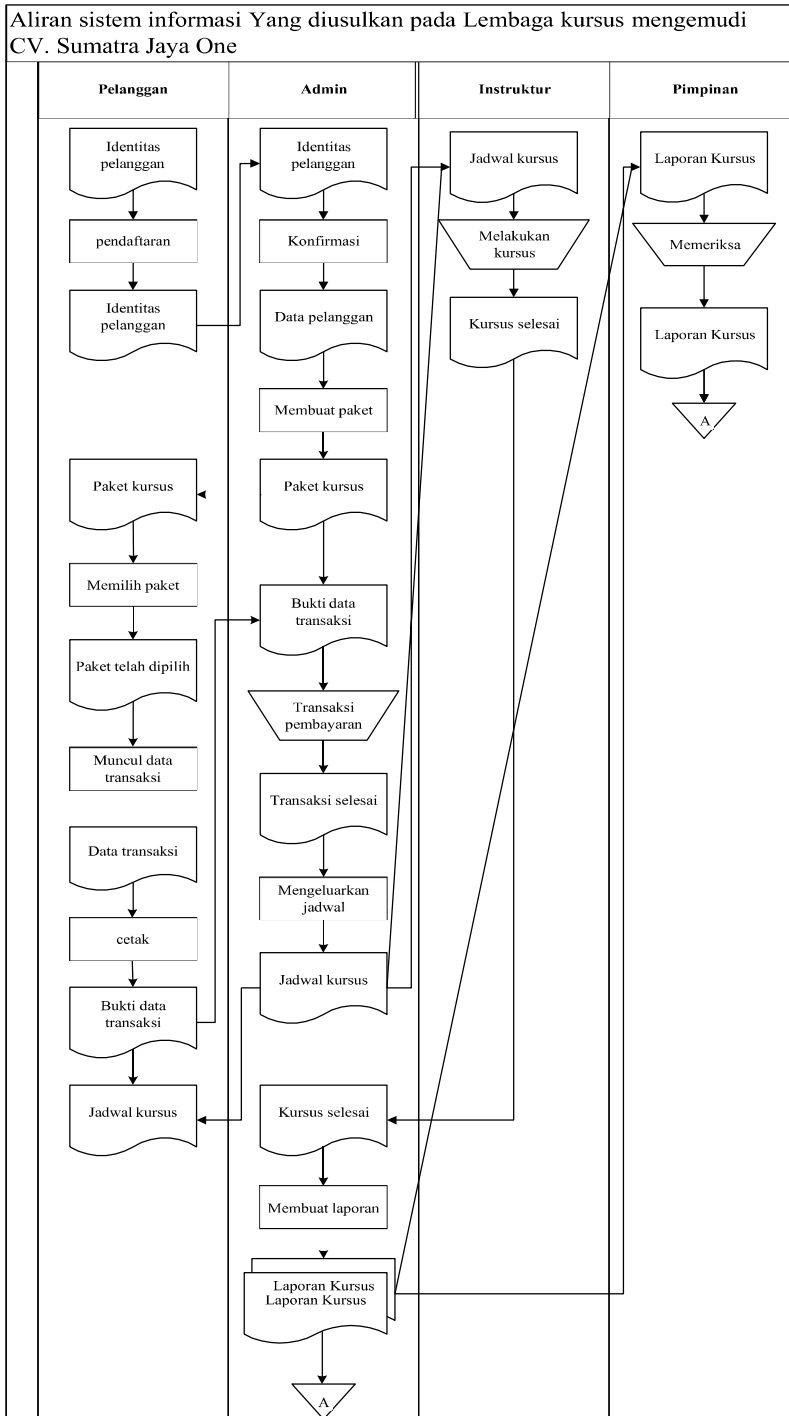 Aliran sistem informasi Yang diusulkan pada Lembaga kursus mengemudi
CV. Sumatra Jaya One
Pelanggan
Admin
Instruktur
Pimpinan
Identitas
pelanggan
pendaftaran
Identitas
pelanggan
Paket kursus
Memilih paket
Paket telah dipilih
Muncul data
transaksi
Data transaksi
cetak
Bukti data
transaksi
Jadwal kursus
Identitas
pelanggan
Konfirmasi
Data pelanggan
Membuat paket
Paket kursus
Bukti data
transaksi
Transaksi
pembayaran
Transaksi selesai
Mengeluarkan
jadwal
Jadwal kursus
Kursus selesai
Membuat laporan
Laporan Kursus
Laporan Kursus
A
Jadwal kursus
Melakukan
kursus
Kursus selesai
Laporan Kursus
Memeriksa
Laporan Kursus
A